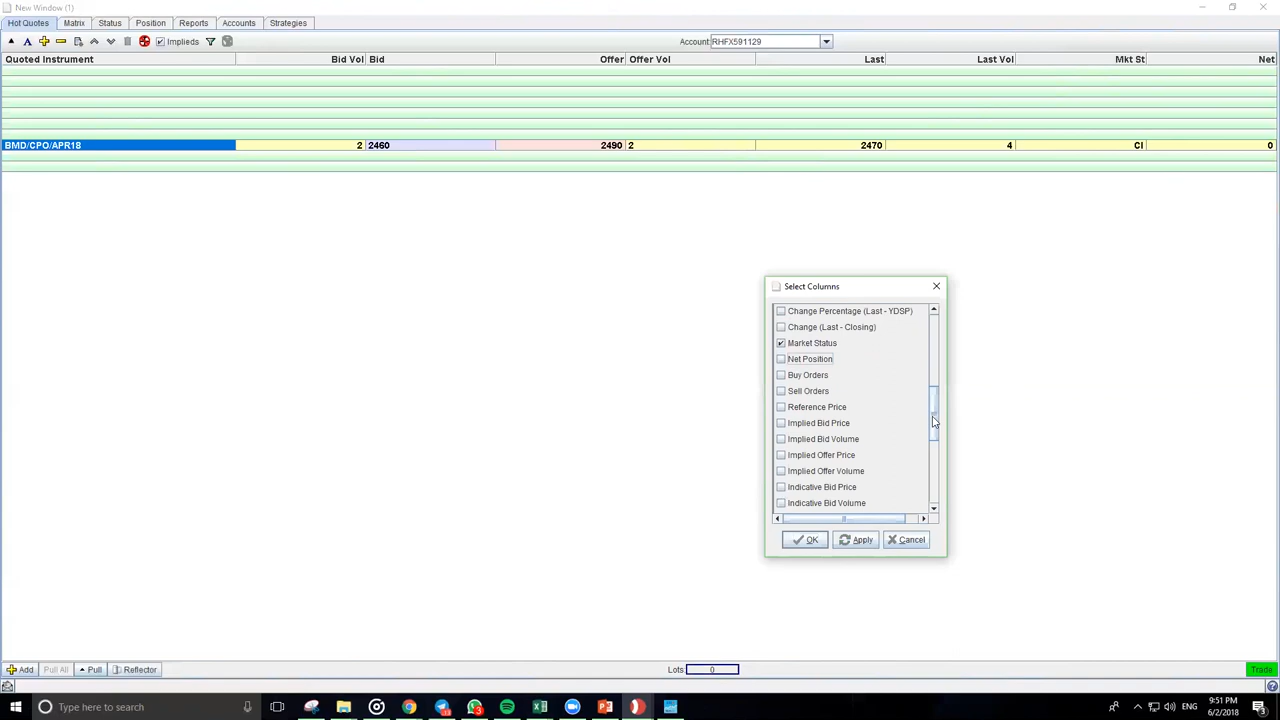 New Window (1)
Hot Quotes Matrix Status Position Reports Accounts Strategies
Implieds Account: RHFX591129
Quoted Instrument Bid Vol Bid Offer Offer Vol Last Last Vol Mkt St Net
BMD/CPO/APR18 2 2460 2490 2 2470 4 Cl 0
Select Columns
Change Percentage (Last - YDSP)
Change (Last - Closing)
Market Status
Net Position
Buy Orders
Sell Orders
Reference Price
Implied Bid Price
Implied Bid Volume
Implied Offer Price
Implied Offer Volume
Indicative Bid Price
Indicative Bid Volume
OK Apply Cancel
Add Pull All Pull Reflector Lots: 0 Trade
Type here to search
ENG
9:51 PM
6/2/2018